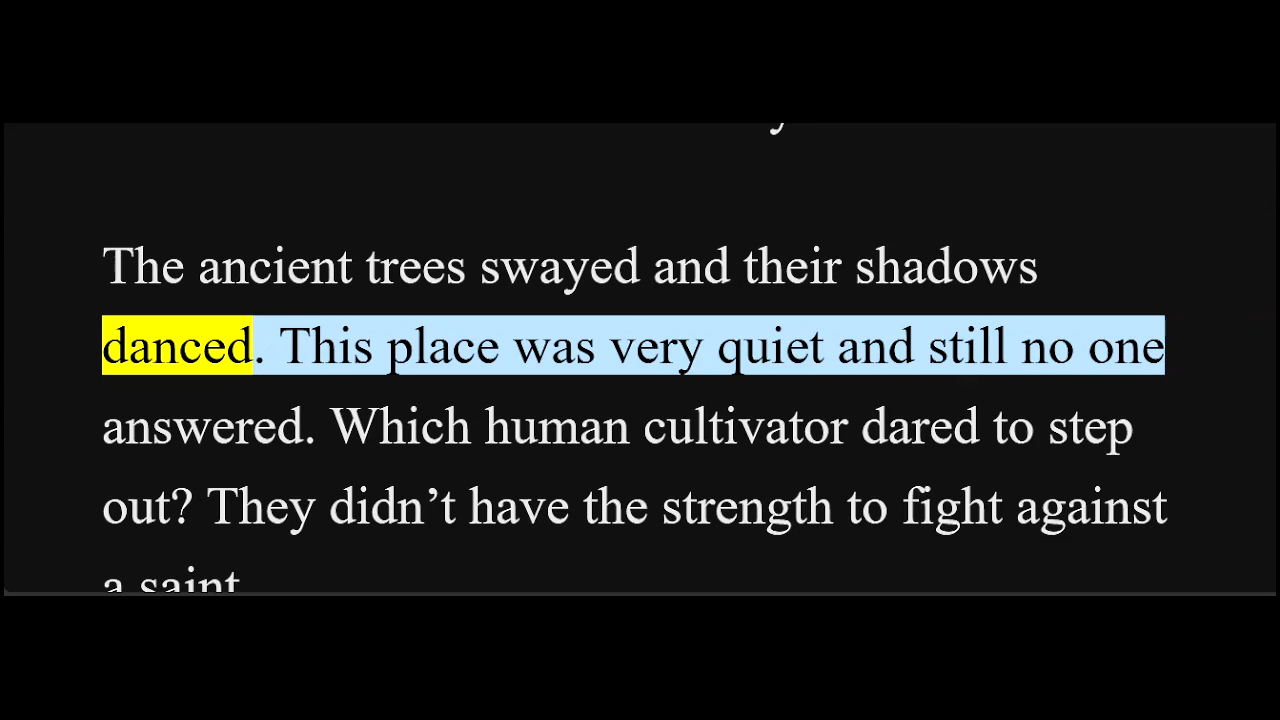 The ancient trees swayed and their shadows
danced. This place was very quiet and still no one
answered. Which human cultivator dared to step
out? They didn’t have the strength to fight against
a saint